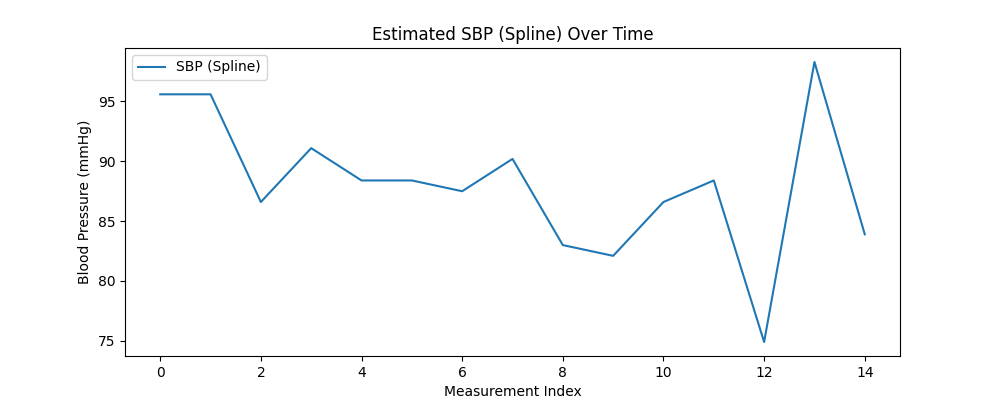 Estimated SBP (Spline) Over Time
SBP (Spline)
95
90
85
80
75
Blood Pressure (mmHg)
0 2 4 6 8 10 12 14
Measurement Index